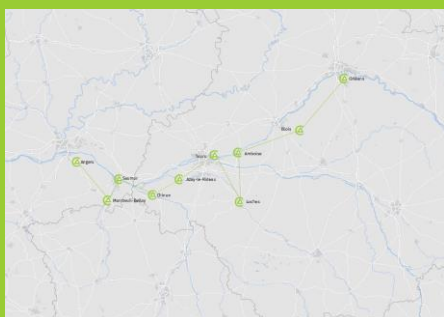 Orléans
Blois
Amboise
Tours
Angers
Saumur
Azay-le-Rideau
Chinon
Montreuil-Bellay
Loches